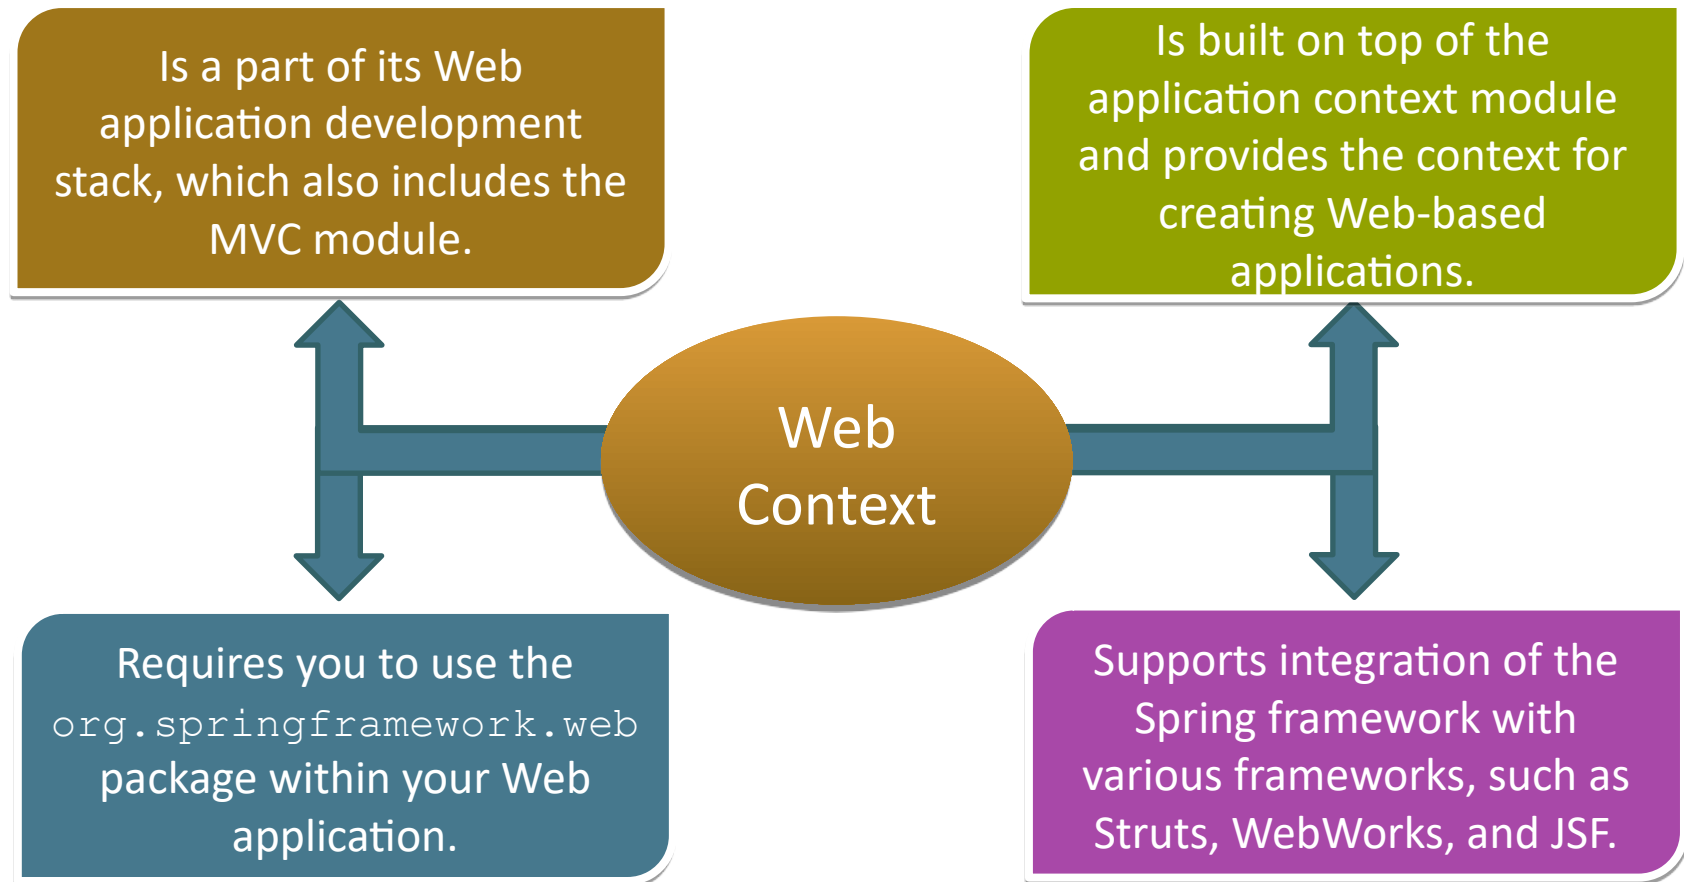 Is a part of its Web
application development
stack, which also includes the
MVC module.
Is built on top of the
application context module
and provides the context for
creating Web-based
applications.
Web
Context
Requires you to use the
org.springframework.web
package within your Web
application.
Supports integration of the
Spring framework with
various frameworks, such as
Struts, WebWorks, and JSF.